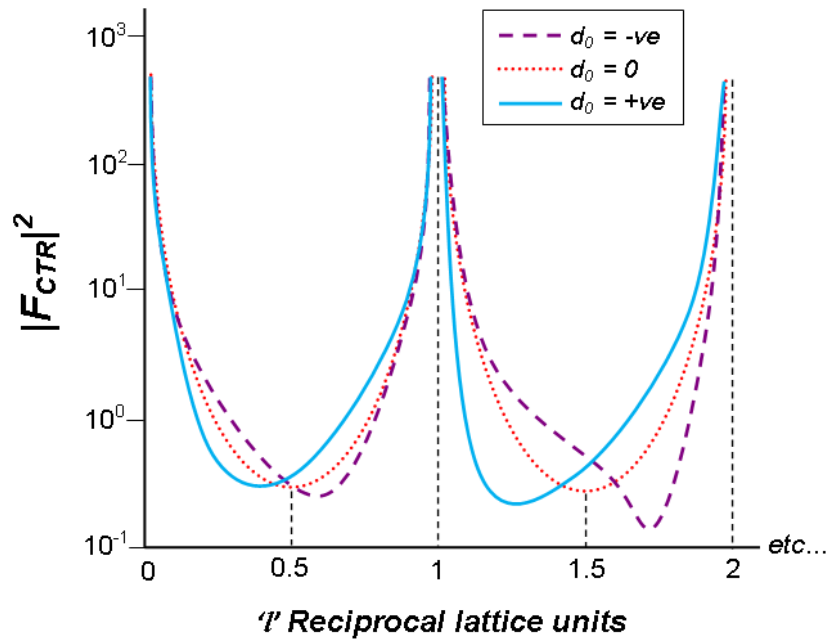 10³
10²
10¹
10⁰
10⁻¹
|F_CTR|²
d₀ = -ve
d₀ = 0
d₀ = +ve
0
0.5
1
1.5
2
etc...
'l' Reciprocal lattice units